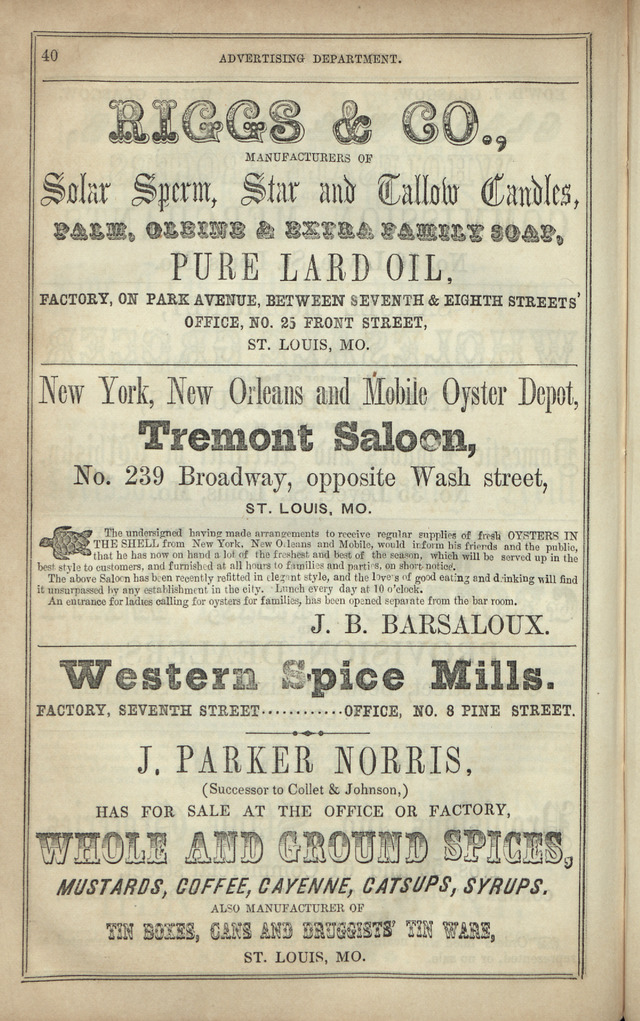 40
ADVERTISING DEPARTMENT.
RIGGS & CO.,
MANUFACTURERS OF
Solar Sperm, Star and Tallow Candles,
PALM, OLEINE & EXTRA FAMILY SOAP,
PURE LARD OIL,
FACTORY, ON PARK AVENUE, BETWEEN SEVENTH & EIGHTH STREETS'
OFFICE, NO. 25 FRONT STREET,
ST. LOUIS, MO.
New York, New Orleans and Mobile Oyster Depot,
Tremont Saloon,
No. 239 Broadway, opposite Wash street,
ST. LOUIS, MO.
The undersigned having made arrangements to receive regular supplies of fresh OYSTERS IN
THE SHELL from New York, New Orleans and Mobile, would inform his friends and the public,
that he has now on hand a lot of the freshest and best of the season, which will be served up in the
best style to customers, and furnished at all hours to families and parties, on short notice.
The above Saloon has been recently refitted in elegant style, and the lovers of good eating and drinking will find
it unsurpassed by any establishment in the city. Lunch every day at 10 o'clock.
An entrance for ladies calling for oysters for families, has been opened separate from the bar room.
J. B. BARSALOUX.
Western Spice Mills.
FACTORY, SEVENTH STREET············OFFICE, NO. 8 PINE STREET.
J. PARKER NORRIS,
(Successor to Collet & Johnson,)
HAS FOR SALE AT THE OFFICE OR FACTORY,
WHOLE AND GROUND SPICES,
MUSTARDS, COFFEE, CAYENNE, CATSUPS, SYRUPS.
ALSO MANUFACTURER OF
TIN BOXES, CANS AND DRUGGISTS' TIN WARE,
ST. LOUIS, MO.